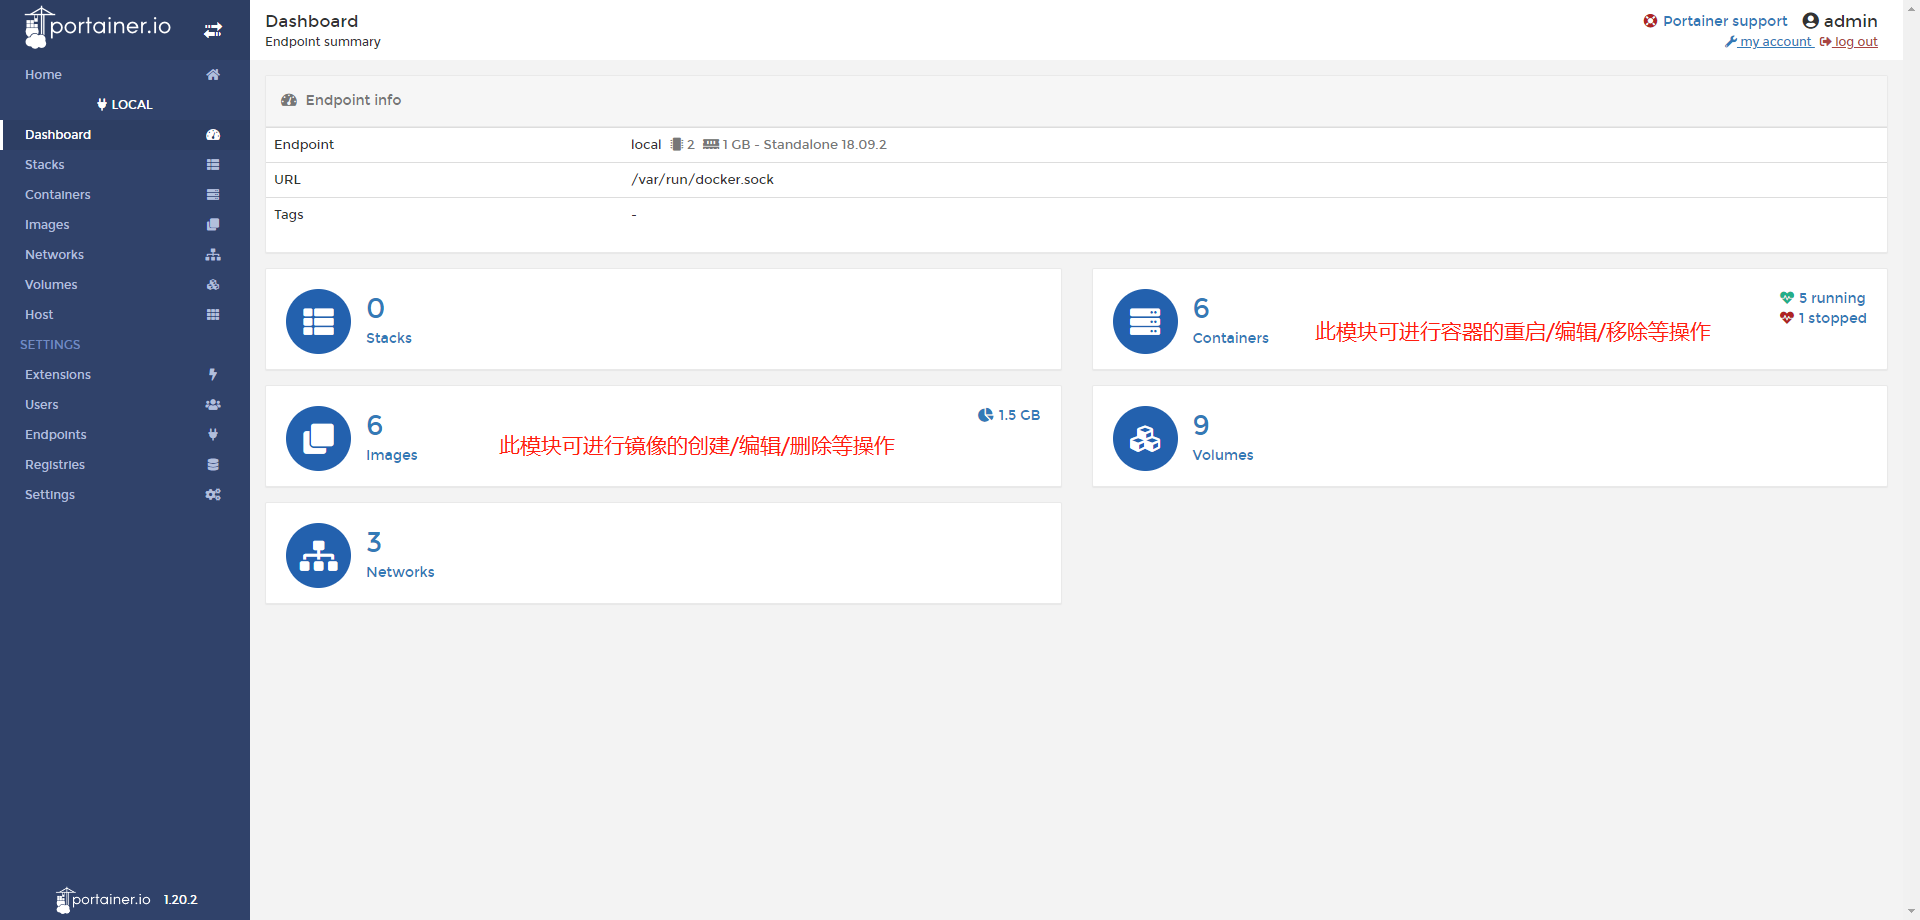 portainer.io
Home
LOCAL
Dashboard
Stacks
Containers
Images
Networks
Volumes
Host
SETTINGS
Extensions
Users
Endpoints
Registries
Settings
portainer.io 1.20.2
Dashboard
Endpoint summary
Portainer support admin
my account log out
Endpoint info
Endpoint local 2 1 GB - Standalone 18.09.2
URL /var/run/docker.sock
Tags -
0
Stacks
6
Containers
此模块可进行容器的重启/编辑/移除等操作
5 running
1 stopped
6
Images
此模块可进行镜像的创建/编辑/删除等操作
1.5 GB
9
Volumes
3
Networks